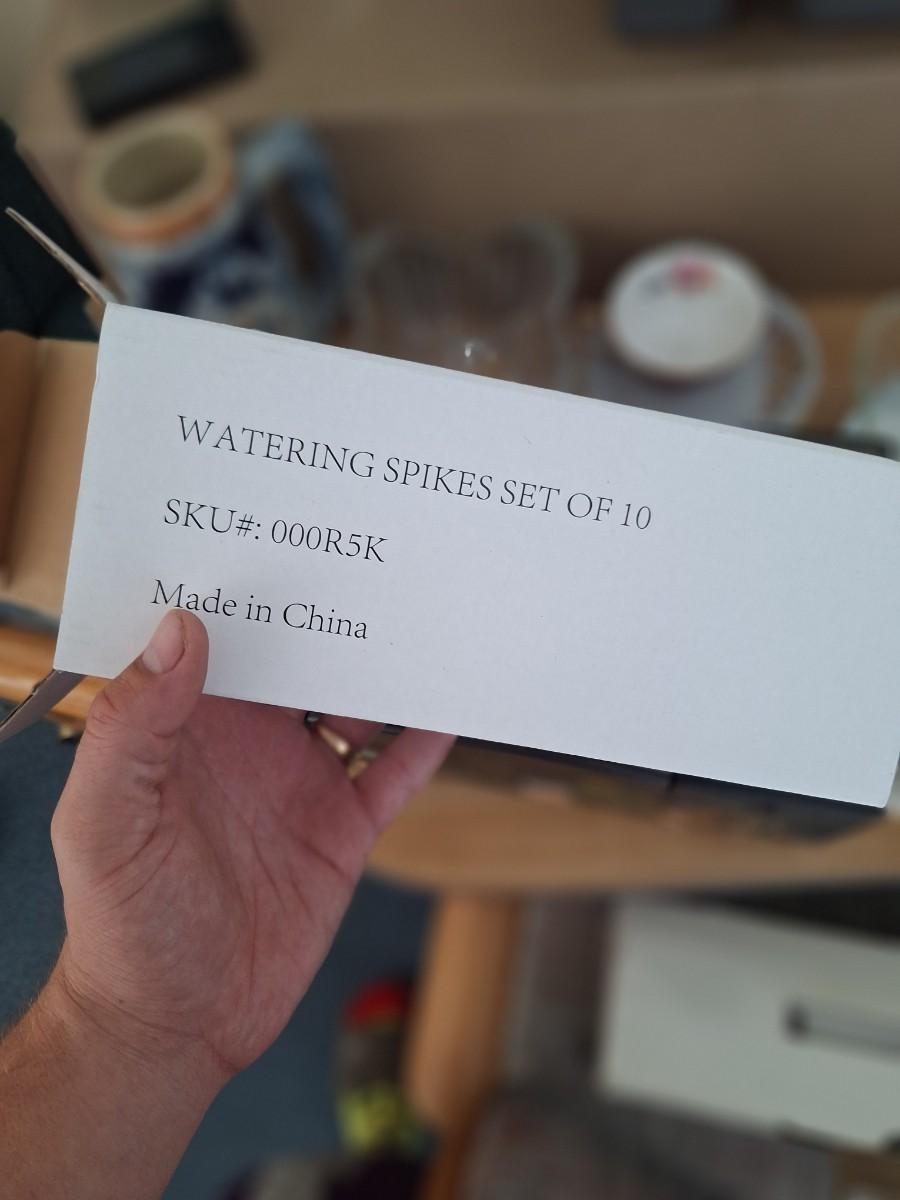 WATERING SPIKES SET OF 10
SKU#: 000R5K
Made in China